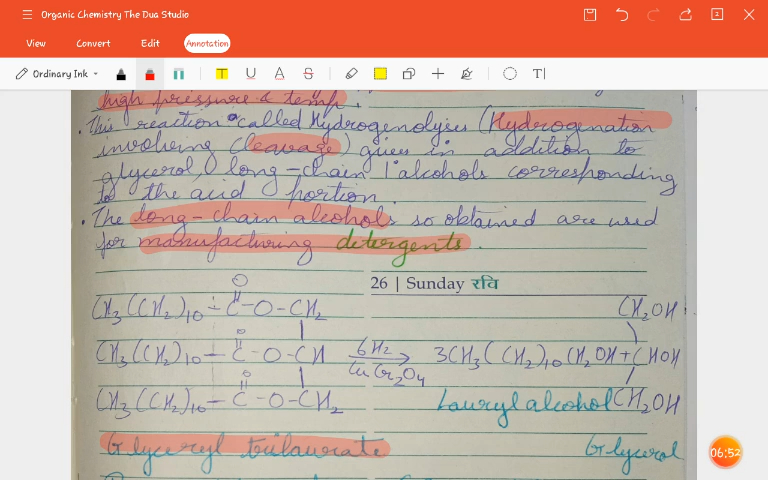 Organic Chemistry The Dua Studio
View Convert Edit Annotation
Ordinary Ink
high pressure & temp.
. This reaction called Hydrogenolysis (Hydrogenation
involving cleavage) gives in addition to
glycerol, long-chain 1° alcohols corresponding
to the acid portion.
. The long-chain alcohols so obtained are used
for manufacturing detergents.
26 | Sunday रवि
CH3(CH2)10-C-O-CH2 CH2OH
O
CH3(CH2)10-C-O-CH 6H2 3CH3(CH2)10CH2OH + CHOH
CuCr2O4
O
CH3(CH2)10-C-O-CH2 Lauryl alcohol CH2OH
Glyceryl trilaurate Glycerol
06:52